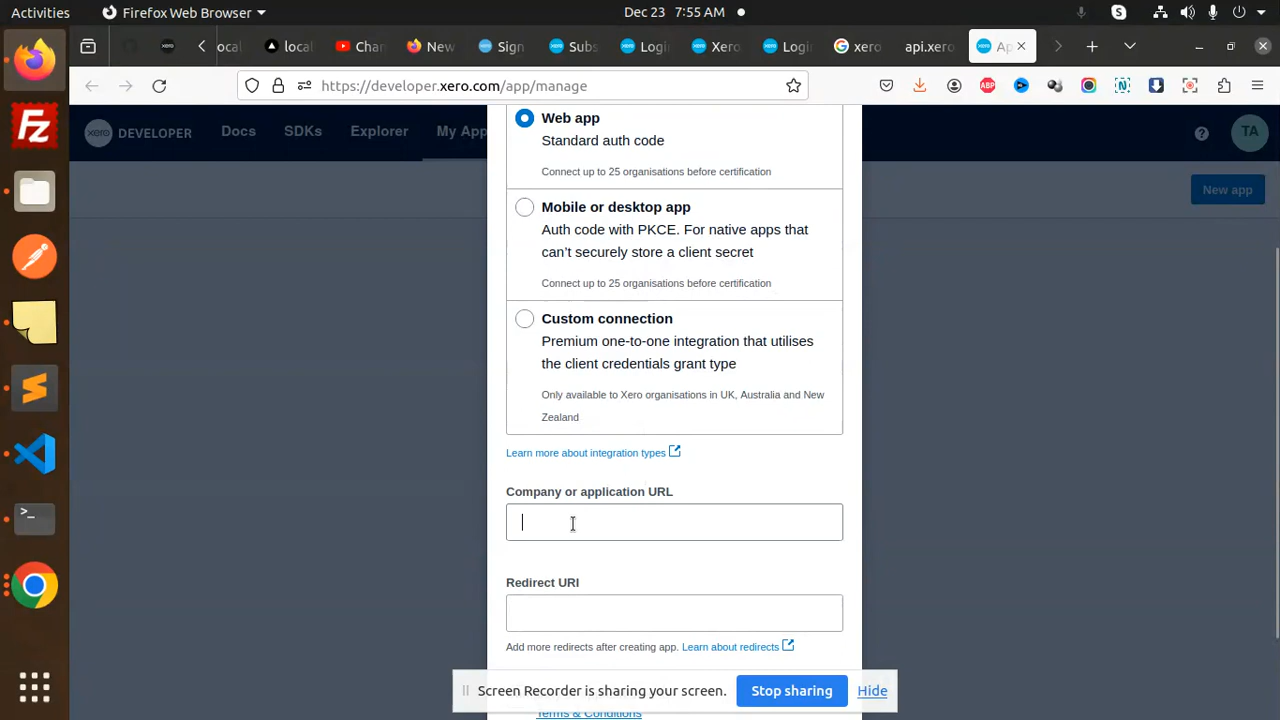 Activities
Firefox Web Browser
Dec 23 7:55 AM
ocal
local
Chan
New
Sign
Subs
Login
Xero
Login
xero
api.xero
Ap
https://developer.xero.com/app/manage
xero DEVELOPER
Docs
SDKs
Explorer
My Ap
TA
New app
Web app
Standard auth code
Connect up to 25 organisations before certification
Mobile or desktop app
Auth code with PKCE. For native apps that
can't securely store a client secret
Connect up to 25 organisations before certification
Custom connection
Premium one-to-one integration that utilises
the client credentials grant type
Only available to Xero organisations in UK, Australia and New
Zealand
Learn more about integration types
Company or application URL
Redirect URI
Add more redirects after creating app. Learn about redirects
Screen Recorder is sharing your screen.
Stop sharing
Hide
Terms & Conditions